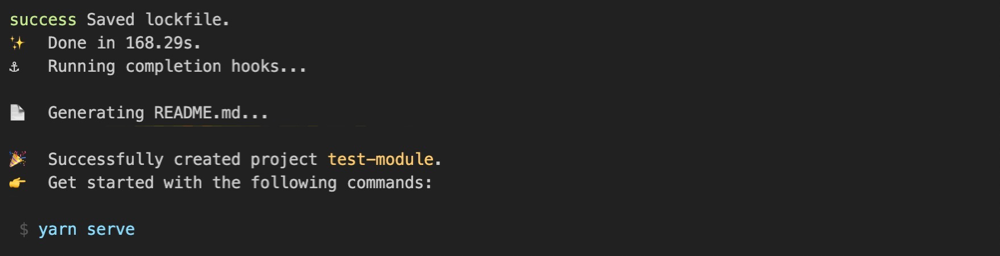 success Saved lockfile.
✨ Done in 168.29s.
⚓ Running completion hooks...
📄 Generating README.md...
🎉 Successfully created project test-module.
👉 Get started with the following commands:
$ yarn serve